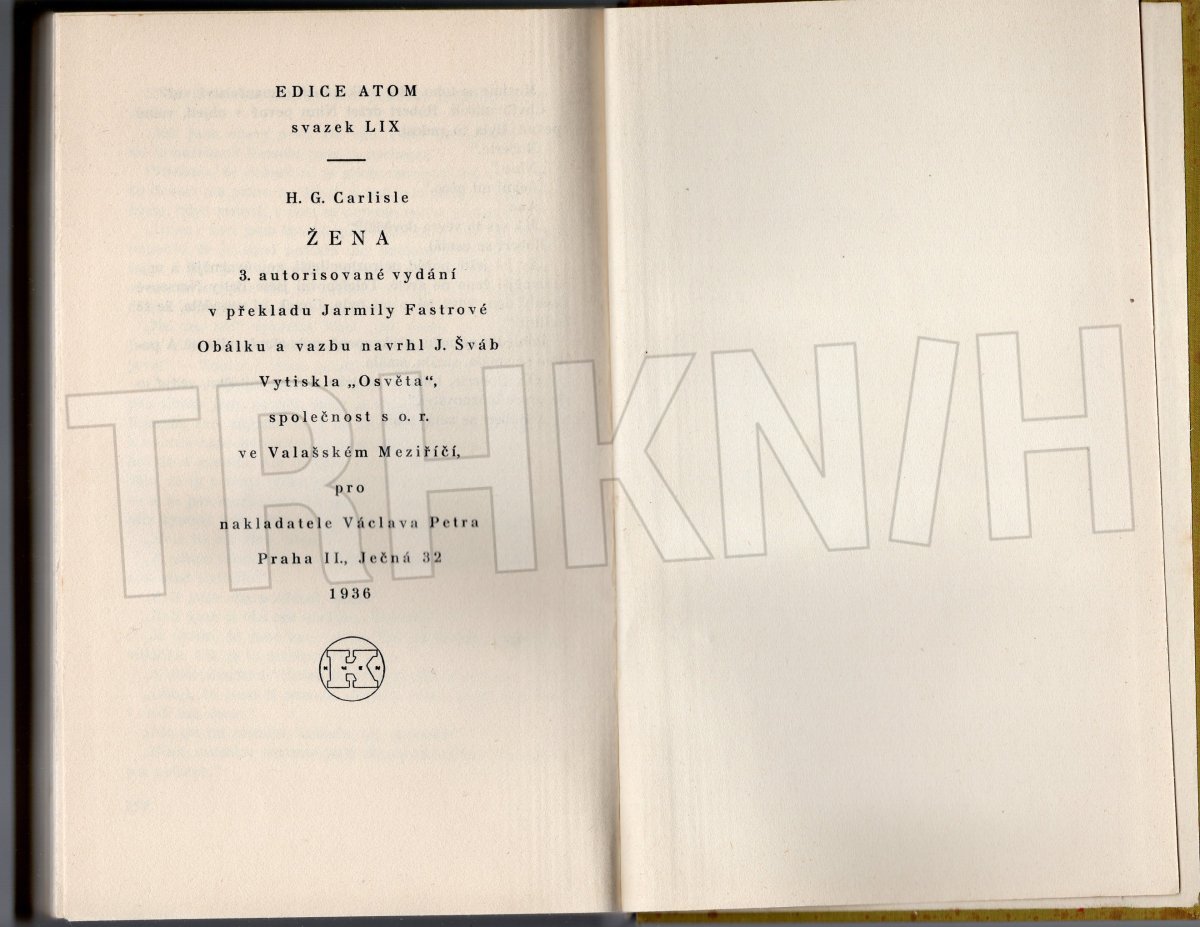 EDICE ATOM
svazek LIX
H. G. Carlisle
ŽENA
3. autorisované vydání
v překladu Jarmily Fastrové
Obálku a vazbu navrhl J. Šváb
Vytiskla „Osvěta“,
společnost s o. r.
ve Valašském Meziříčí,
pro
nakladatele Václava Petra
Praha II., Ječná 32
1936
K
TRHKN/H